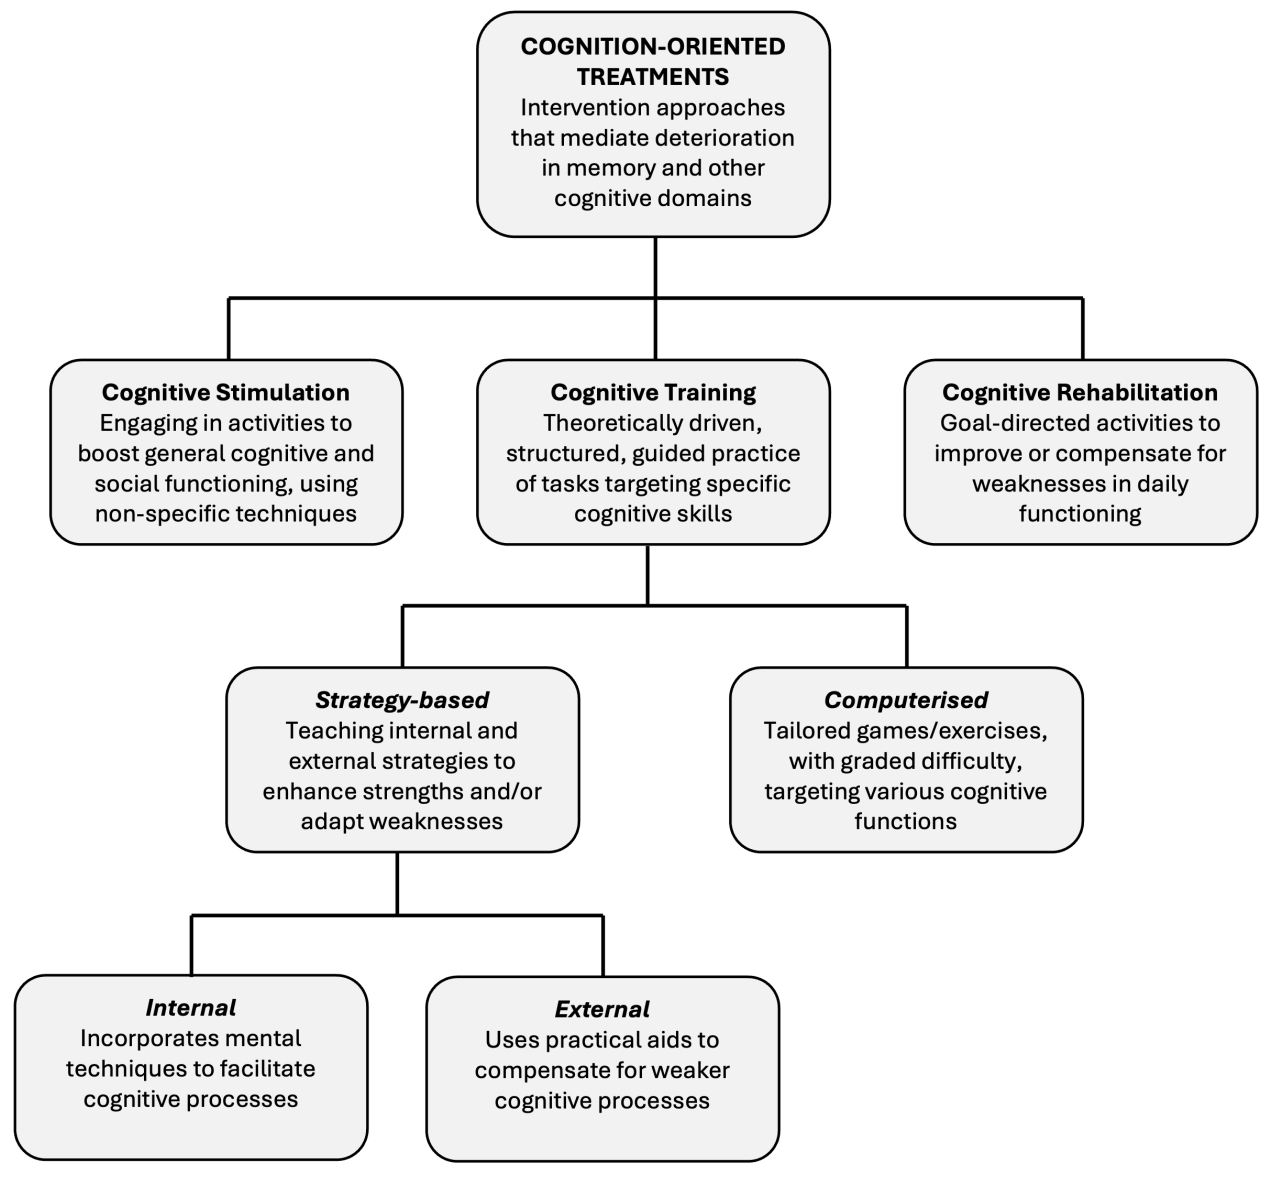 COGNITION-ORIENTED
TREATMENTS
Intervention approaches
that mediate deterioration
in memory and other
cognitive domains
Cognitive Stimulation
Engaging in activities to
boost general cognitive and
social functioning, using
non-specific techniques
Cognitive Training
Theoretically driven,
structured, guided practice
of tasks targeting specific
cognitive skills
Cognitive Rehabilitation
Goal-directed activities to
improve or compensate for
weaknesses in daily
functioning
Strategy-based
Teaching internal and
external strategies to
enhance strengths and/or
adapt weaknesses
Computerised
Tailored games/exercises,
with graded difficulty,
targeting various cognitive
functions
Internal
Incorporates mental
techniques to facilitate
cognitive processes
External
Uses practical aids to
compensate for weaker
cognitive processes